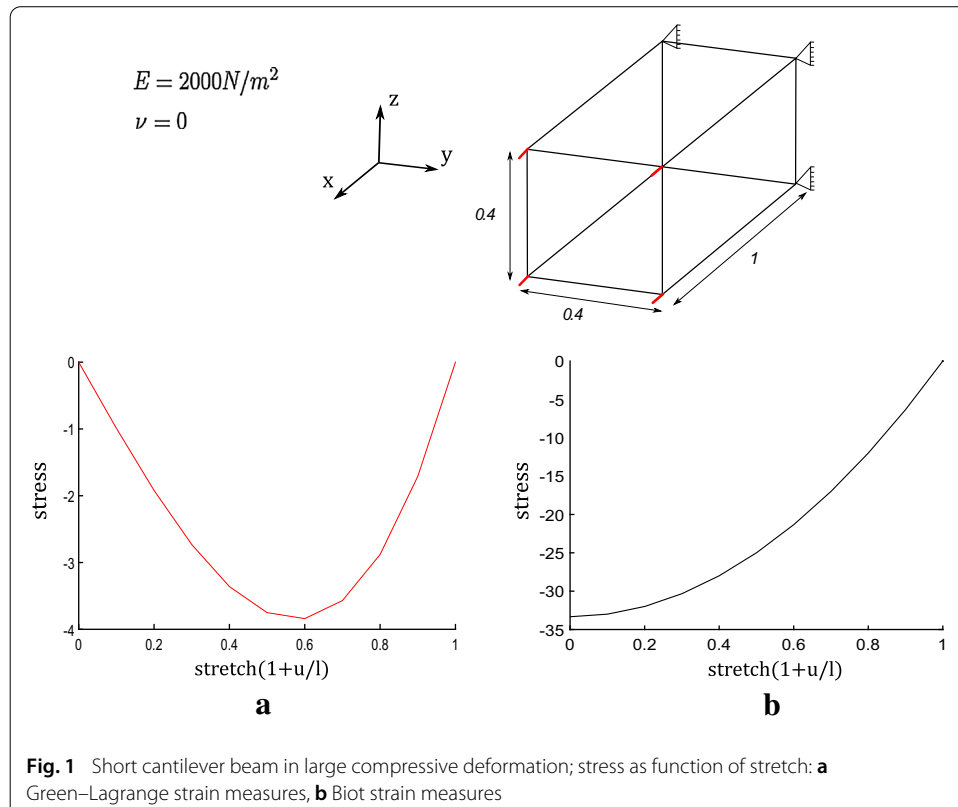 E = 2000N/m²
ν = 0
z
y
x
0.4
0.4
1
0
-1
-2
-3
-4
stress
0 0.2 0.4 0.6 0.8 1
stretch(1+u/l)
a
0
-5
-10
-15
-20
-25
-30
-35
stress
0 0.2 0.4 0.6 0.8 1
stretch(1+u/l)
b
Fig. 1 Short cantilever beam in large compressive deformation; stress as function of stretch: a
Green–Lagrange strain measures, b Biot strain measures